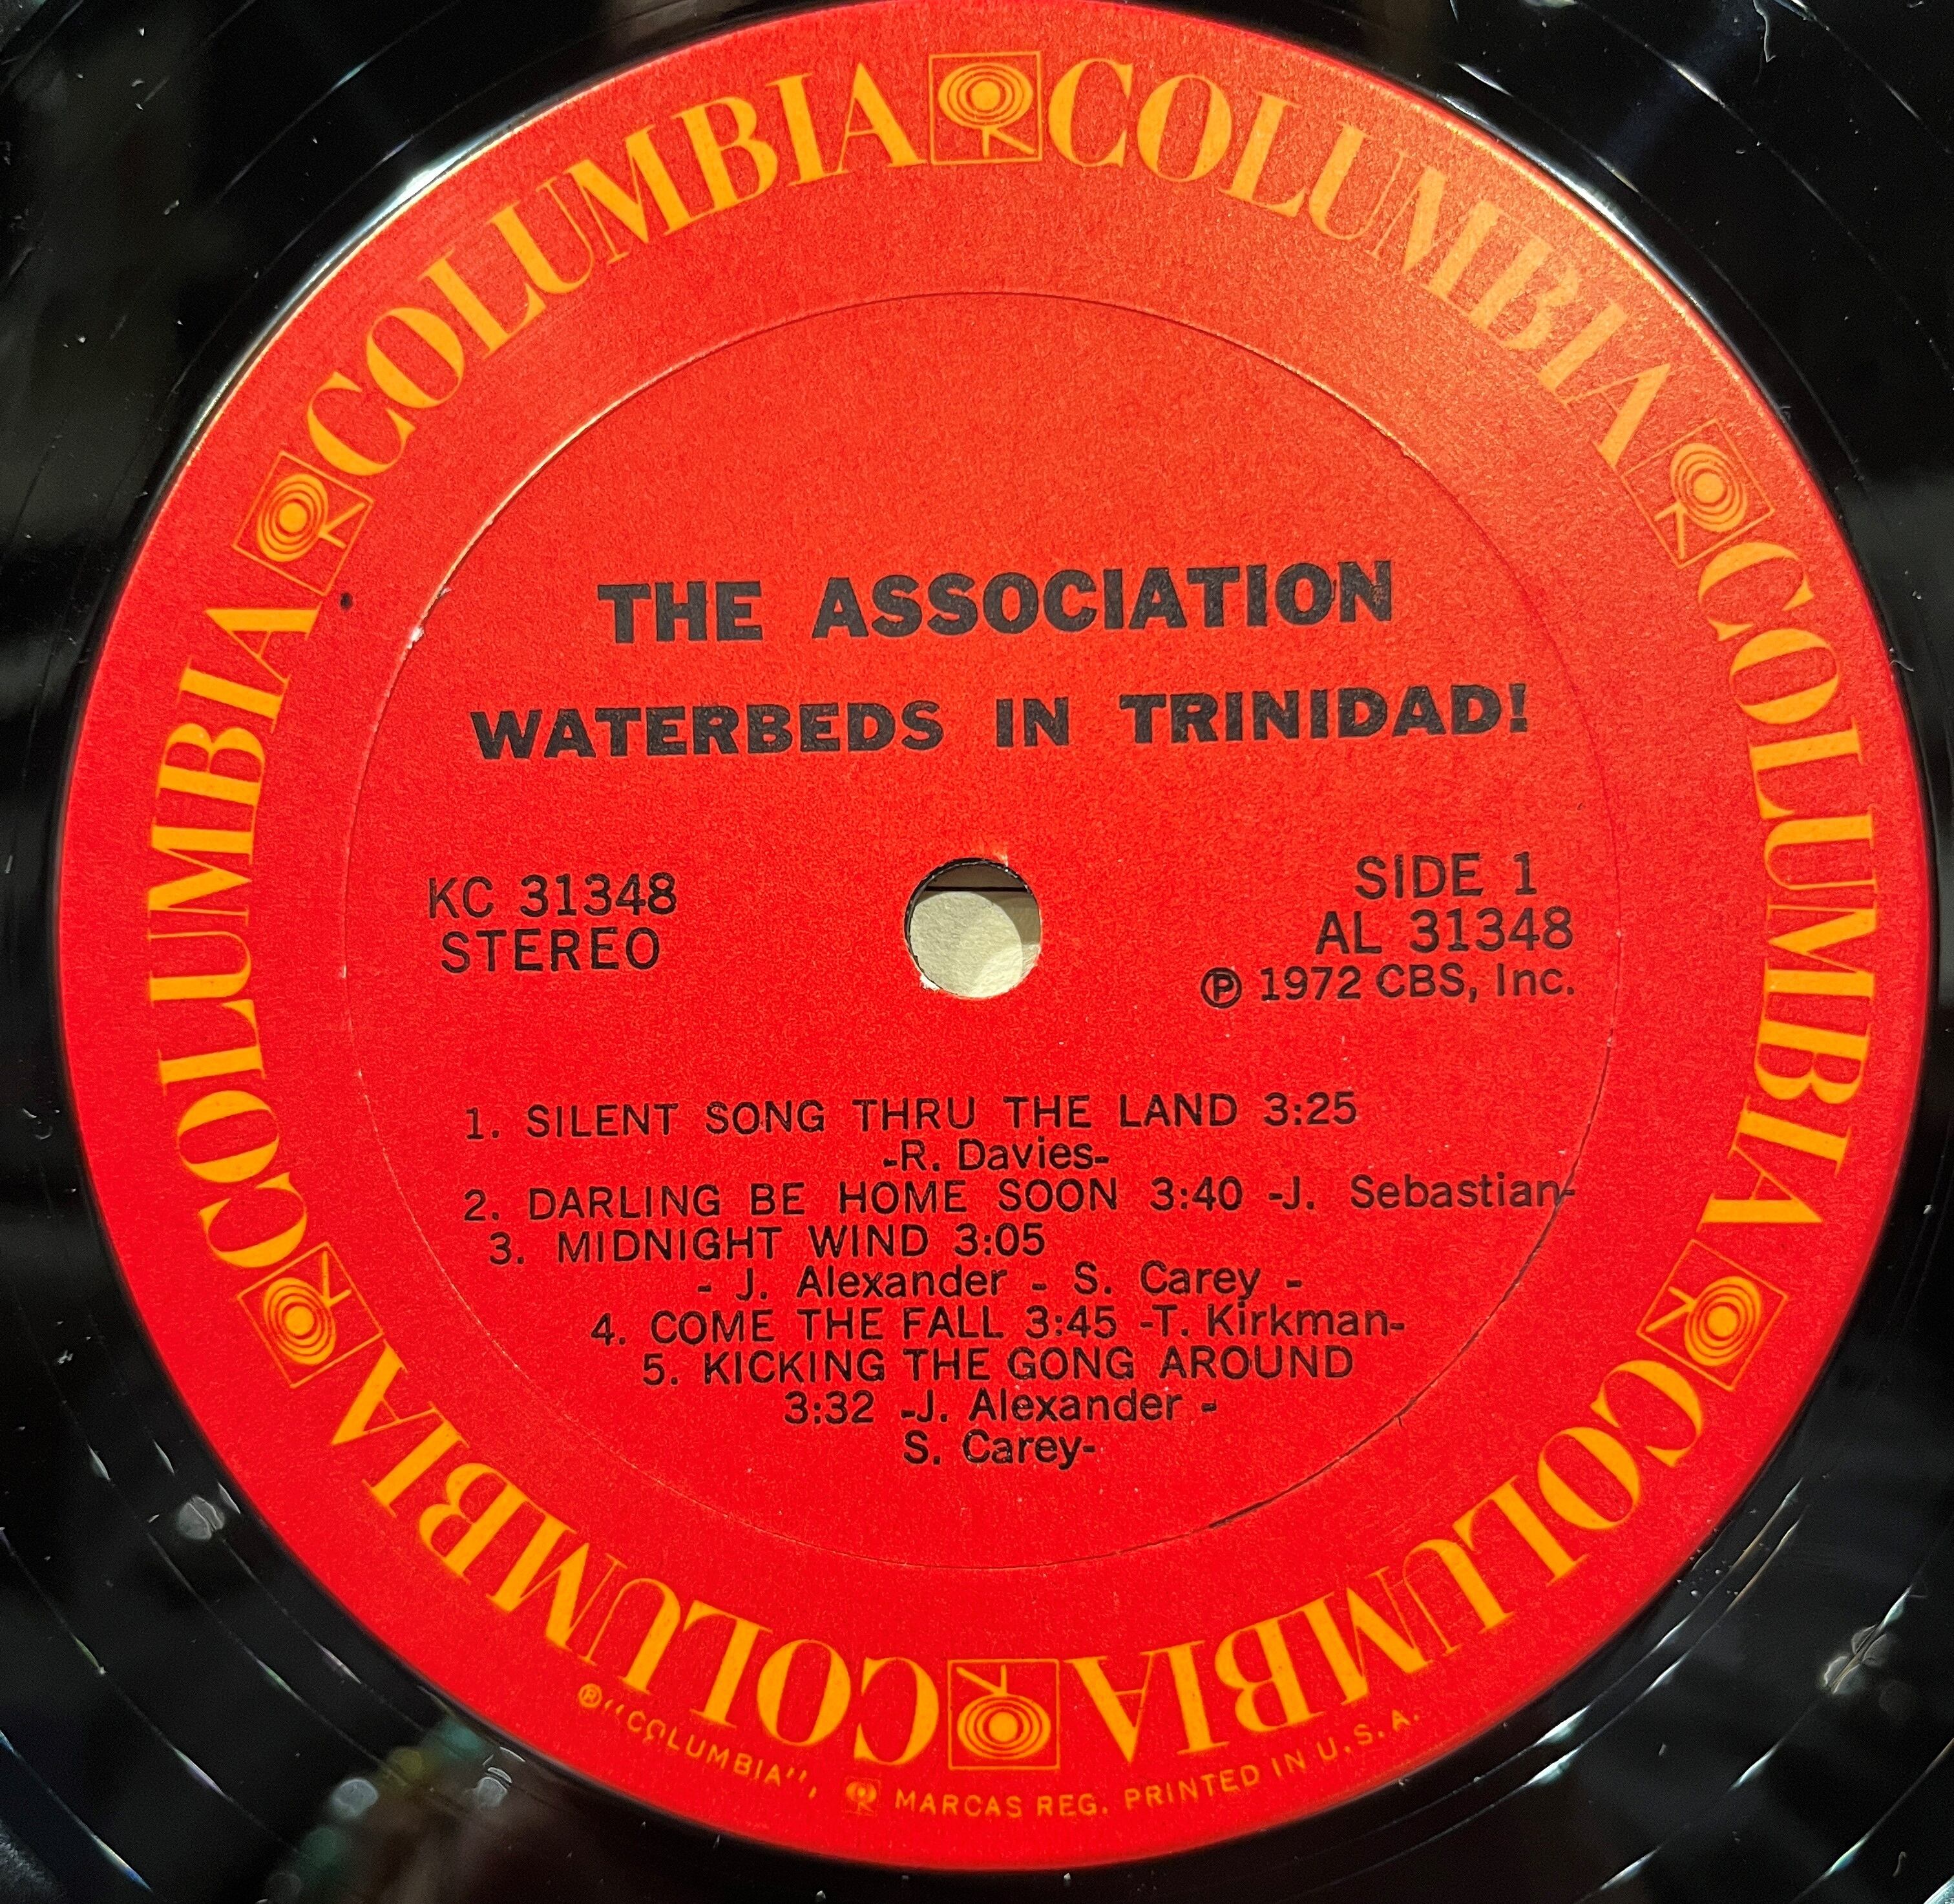 COLUMBIA COLUMBIA COLUMBIA COLUMBIA COLUMBIA COLUMBIA
THE ASSOCIATION
WATERBEDS IN TRINIDAD!
KC 31348
STEREO
SIDE 1
AL 31348
Ⓟ 1972 CBS, Inc.
1. SILENT SONG THRU THE LAND 3:25
-R. Davies-
2. DARLING BE HOME SOON 3:40 -J. Sebastian-
3. MIDNIGHT WIND 3:05
- J. Alexander - S. Carey -
4. COME THE FALL 3:45 -T. Kirkman-
5. KICKING THE GONG AROUND
3:32 -J. Alexander -
S. Carey-
® "COLUMBIA", MARCAS REG. PRINTED IN U.S.A.